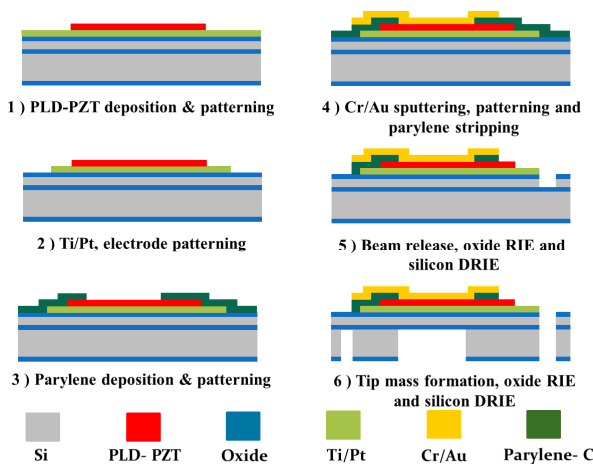 1 ) PLD-PZT deposition & patterning
2 ) Ti/Pt, electrode patterning
3 ) Parylene deposition & patterning
4 ) Cr/Au sputtering, patterning and
parylene stripping
5 ) Beam release, oxide RIE and
silicon DRIE
6 ) Tip mass formation, oxide RIE
and silicon DRIE
Si
PLD- PZT
Oxide
Ti/Pt
Cr/Au
Parylene- C